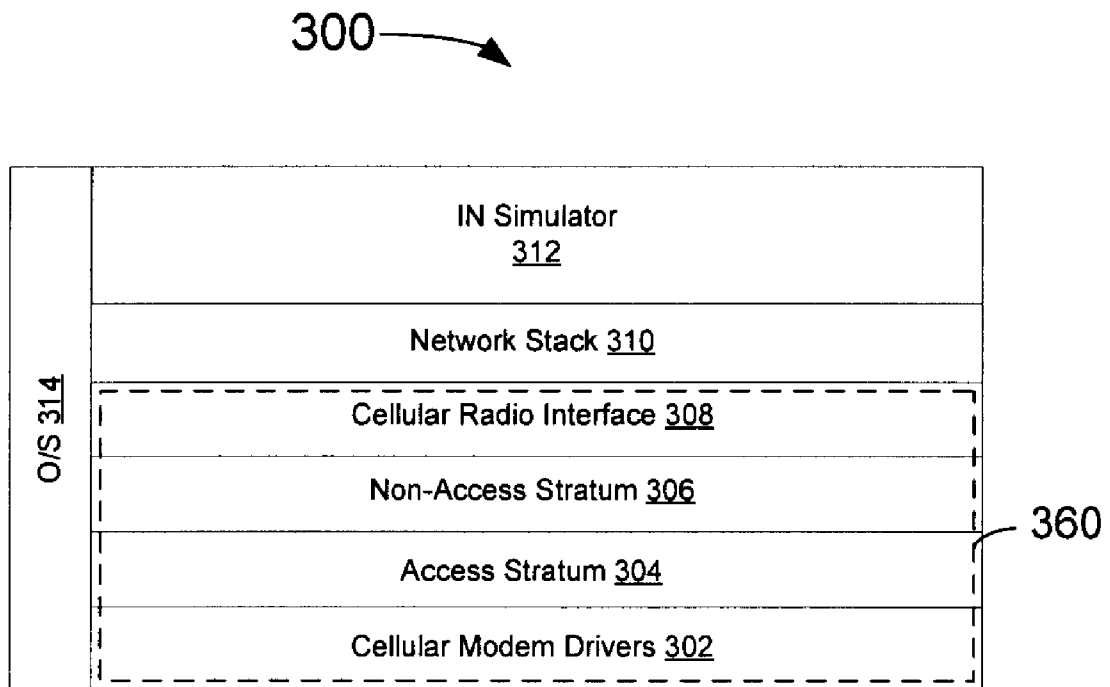 300
IN Simulator
312
Network Stack 310
Cellular Radio Interface 308
O/S 314
Non-Access Stratum 306
360
Access Stratum 304
Cellular Modem Drivers 302